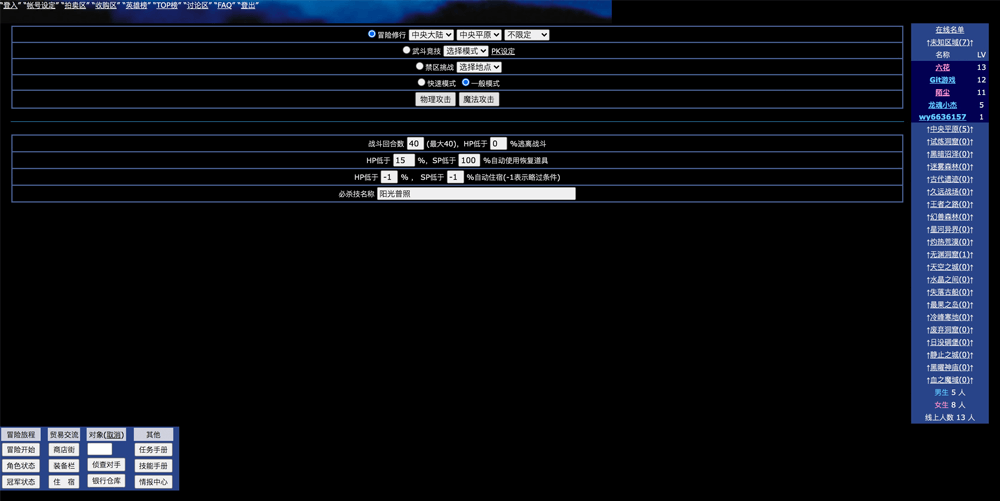 “登入” “帐号设定” “拍卖区” “收购区” “英雄榜” “TOP榜” “讨论区” “FAQ” “登出”
冒险修行 中央大陆 中央平原 不限定
武斗竞技 选择模式 PK设定
禁区挑战 选择地点
快速模式 一般模式
物理攻击 魔法攻击
战斗回合数 40 (最大40)，HP低于 0 %逃离战斗
HP低于 15 %，SP低于 100 %自动使用恢复道具
HP低于 -1 %， SP低于 -1 %自动住宿(-1表示略过条件)
必杀技名称 阳光普照
在线名单
↑未知区域(7)↑
名称 LV
六花 13
Git游戏 12
陌尘 11
龙魂小杰 5
wy6636157 1
↑中央平原(5)↑
↑试炼洞窟(0)↑
↑黑暗沼泽(0)↑
↑迷雾森林(0)↑
↑古代遗迹(0)↑
↑久远战场(0)↑
↑王者之路(0)↑
↑幻兽森林(0)↑
↑星河异界(0)↑
↑灼热荒漠(0)↑
↑无渊洞窟(1)↑
↑天空之城(0)↑
↑水晶之间(0)↑
↑失落古船(0)↑
↑最果之岛(0)↑
↑冷峰寒地(0)↑
↑废弃洞窟(0)↑
↑日没碉堡(0)↑
↑静止之城(0)↑
↑黑曜神庙(0)↑
↑血之魔域(0)↑
男生 5 人
女生 8 人
线上人数 13 人
冒险旅程 贸易交流 对象(取消) 其他
冒险开始 商店街 任务手册
角色状态 装备栏 侦查对手 技能手册
冠军状态 住 宿 银行仓库 情报中心